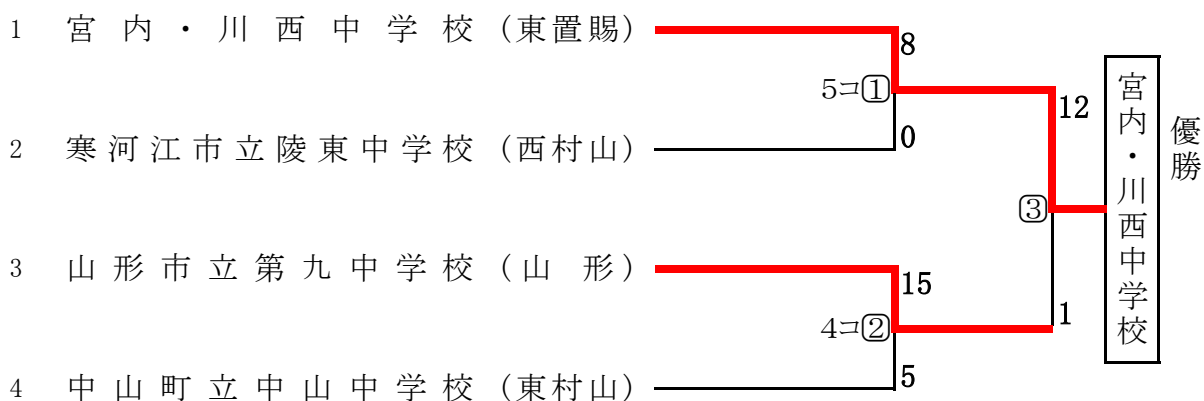 1 宮内・川西中学校(東置賜)
8
5コ①
12
2 寒河江市立陵東中学校(西村山)
0
③
宮内・川西中学校
優勝
3 山形市立第九中学校(山形)
15
4コ②
1
4 中山町立中山中学校(東村山)
5